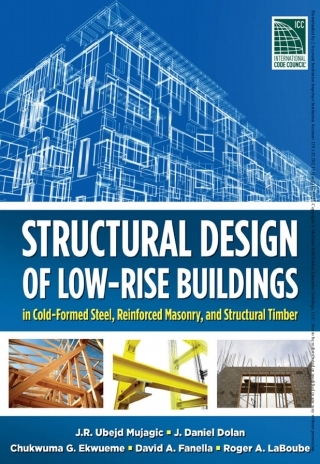 ICC
INTERNATIONAL
CODE COUNCIL
STRUCTURAL DESIGN
OF LOW-RISE BUILDINGS
in Cold-Formed Steel, Reinforced Masonry, and Structural Timber
J.R. Ubejd Mujagic ■ J. Daniel Dolan
Chukwuma G. Ekwueme ■ David A. Fanella ■ Roger A. LaBoube